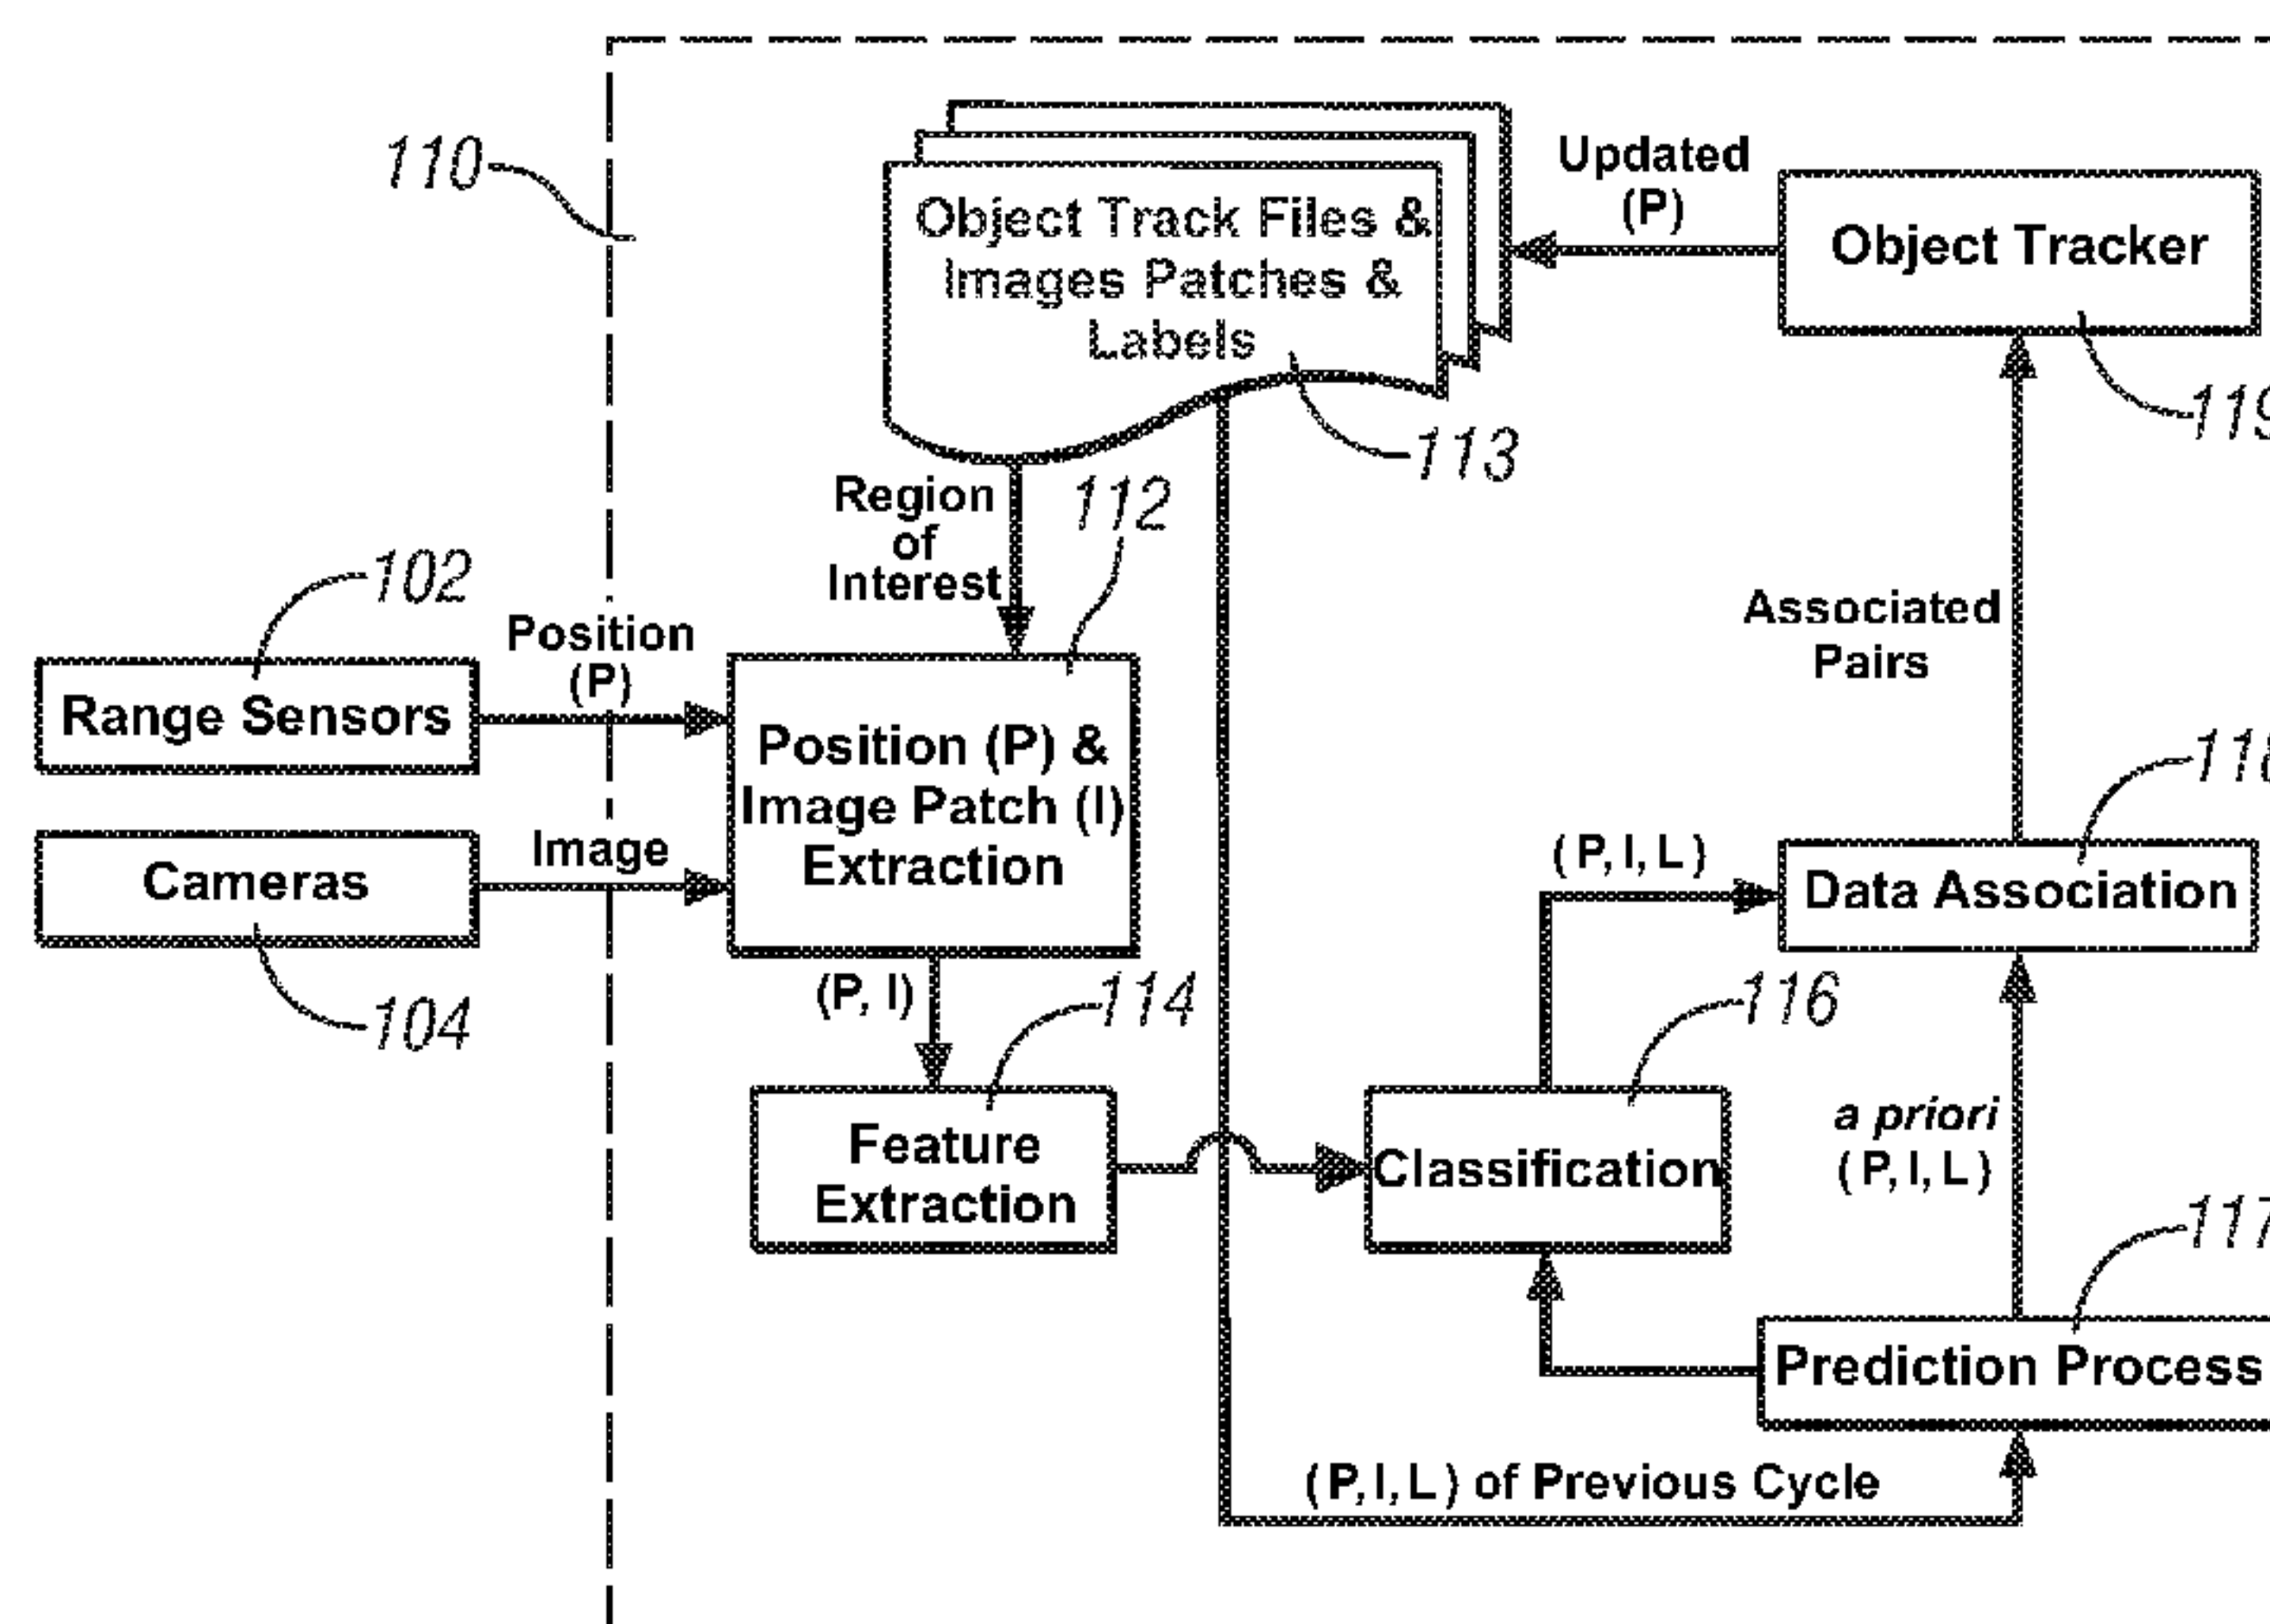 110
Object Track Files &
Images Patches &
Labels
113
Updated
(P)
Object Tracker
119
Region
of
Interest
112
102
Range Sensors
Position
(P)
Cameras
104
Image
Position (P) &
Image Patch (I)
Extraction
(P, I)
114
Feature
Extraction
Associated
Pairs
118
Data Association
(P, I, L)
116
Classification
a priori
(P, I, L)
117
Prediction Process
(P, I, L) of Previous Cycle